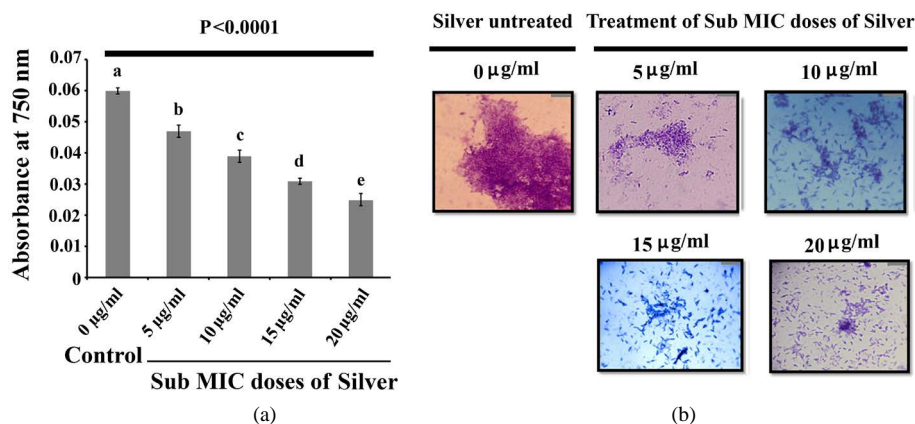 P<0.0001
Absorbance at 750 nm
0.07
0.06
0.05
0.04
0.03
0.02
0.01
0
a
b
c
d
e
0 µg/ml
5 µg/ml
10 µg/ml
15 µg/ml
20 µg/ml
Control
Sub MIC doses of Silver
(a)
Silver untreated
Treatment of Sub MIC doses of Silver
0 µg/ml
5 µg/ml
10 µg/ml
15 µg/ml
20 µg/ml
(b)